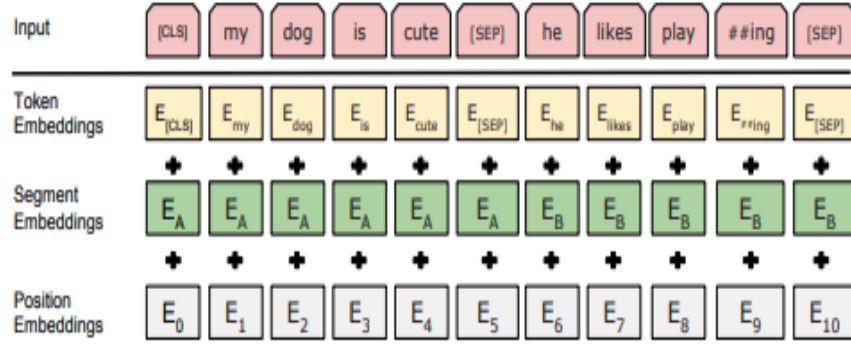 Input [CLS] my dog is cute [SEP] he likes play ##ing [SEP]
Token Embeddings E[CLS] Emy Edog Eis Ecute E[SEP] Ehe Elikes Eplay E##ing E[SEP]
Segment Embeddings EA EA EA EA EA EA EB EB EB EB EB
Position Embeddings E0 E1 E2 E3 E4 E5 E6 E7 E8 E9 E10